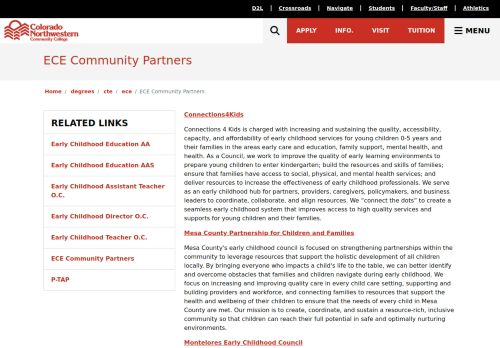 D2L | Crossroads | Navigate | Students | Faculty/Staff | Athletics
Colorado
Northwestern
Community College
APPLY INFO. VISIT TUITION MENU
ECE Community Partners
Home / degrees / cte / ece / ECE Community Partners
RELATED LINKS
Early Childhood Education AA
Early Childhood Education AAS
Early Childhood Assistant Teacher
O.C.
Early Childhood Director O.C.
Early Childhood Teacher O.C.
ECE Community Partners
P-TAP
Connections4Kids
Connections 4 Kids is charged with increasing and sustaining the quality, accessibility,
capacity, and affordability of early childhood services for young children 0-5 years and
their families in the areas early care and education, family support, mental health, and
health. As a Council, we work to improve the quality of early learning environments to
prepare young children to enter kindergarten; build the resources and skills of families;
ensure that families have access to social, physical, and mental health services; and
deliver resources to increase the effectiveness of early childhood professionals. We serve
as an early childhood hub for partners, providers, caregivers, policymakers, and business
leaders to coordinate, collaborate, and align resources. We “connect the dots” to create a
seamless early childhood system that improves access to high quality services and
supports for young children and their families.
Mesa County Partnership for Children and Families
Mesa County's early childhood council is focused on strengthening partnerships within the
community to leverage resources that support the holistic development of all children
locally. By bringing everyone who impacts a child's life to the table, we can better identify
and overcome obstacles that families and children navigate during early childhood. We
focus on increasing and improving quality care in every child care setting, supporting and
building providers and workforce, and connecting families to resources that support the
health and wellbeing of their children to ensure that the needs of every child in Mesa
County are met. Our mission is to create, coordinate, and sustain a resource-rich, inclusive
community so that children can reach their full potential in safe and optimally nurturing
environments.
Montelores Early Childhood Council